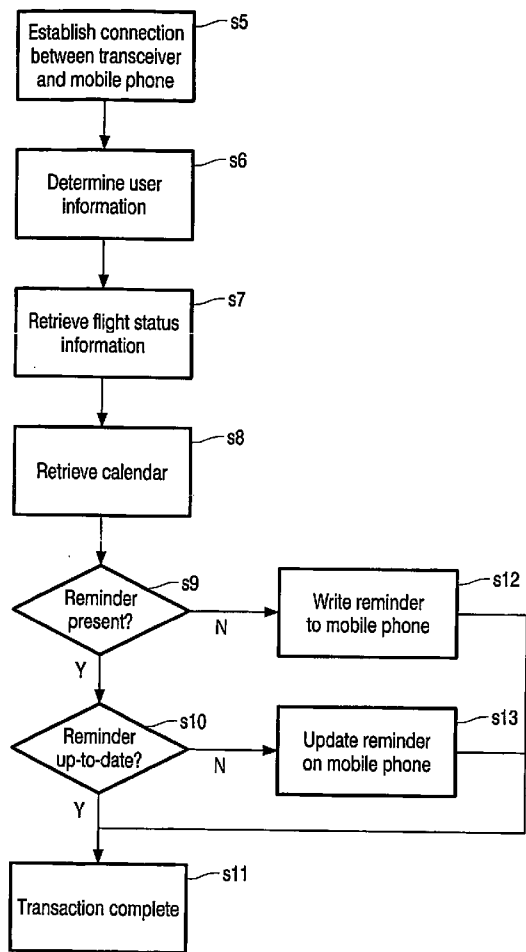 s5
Establish connection
between transceiver
and mobile phone
s6
Determine user
information
s7
Retrieve flight status
information
s8
Retrieve calendar
s9
Reminder
present?
N
Y
s12
Write reminder
to mobile phone
s10
Reminder
up-to-date?
N
Y
s13
Update reminder
on mobile phone
s11
Transaction complete